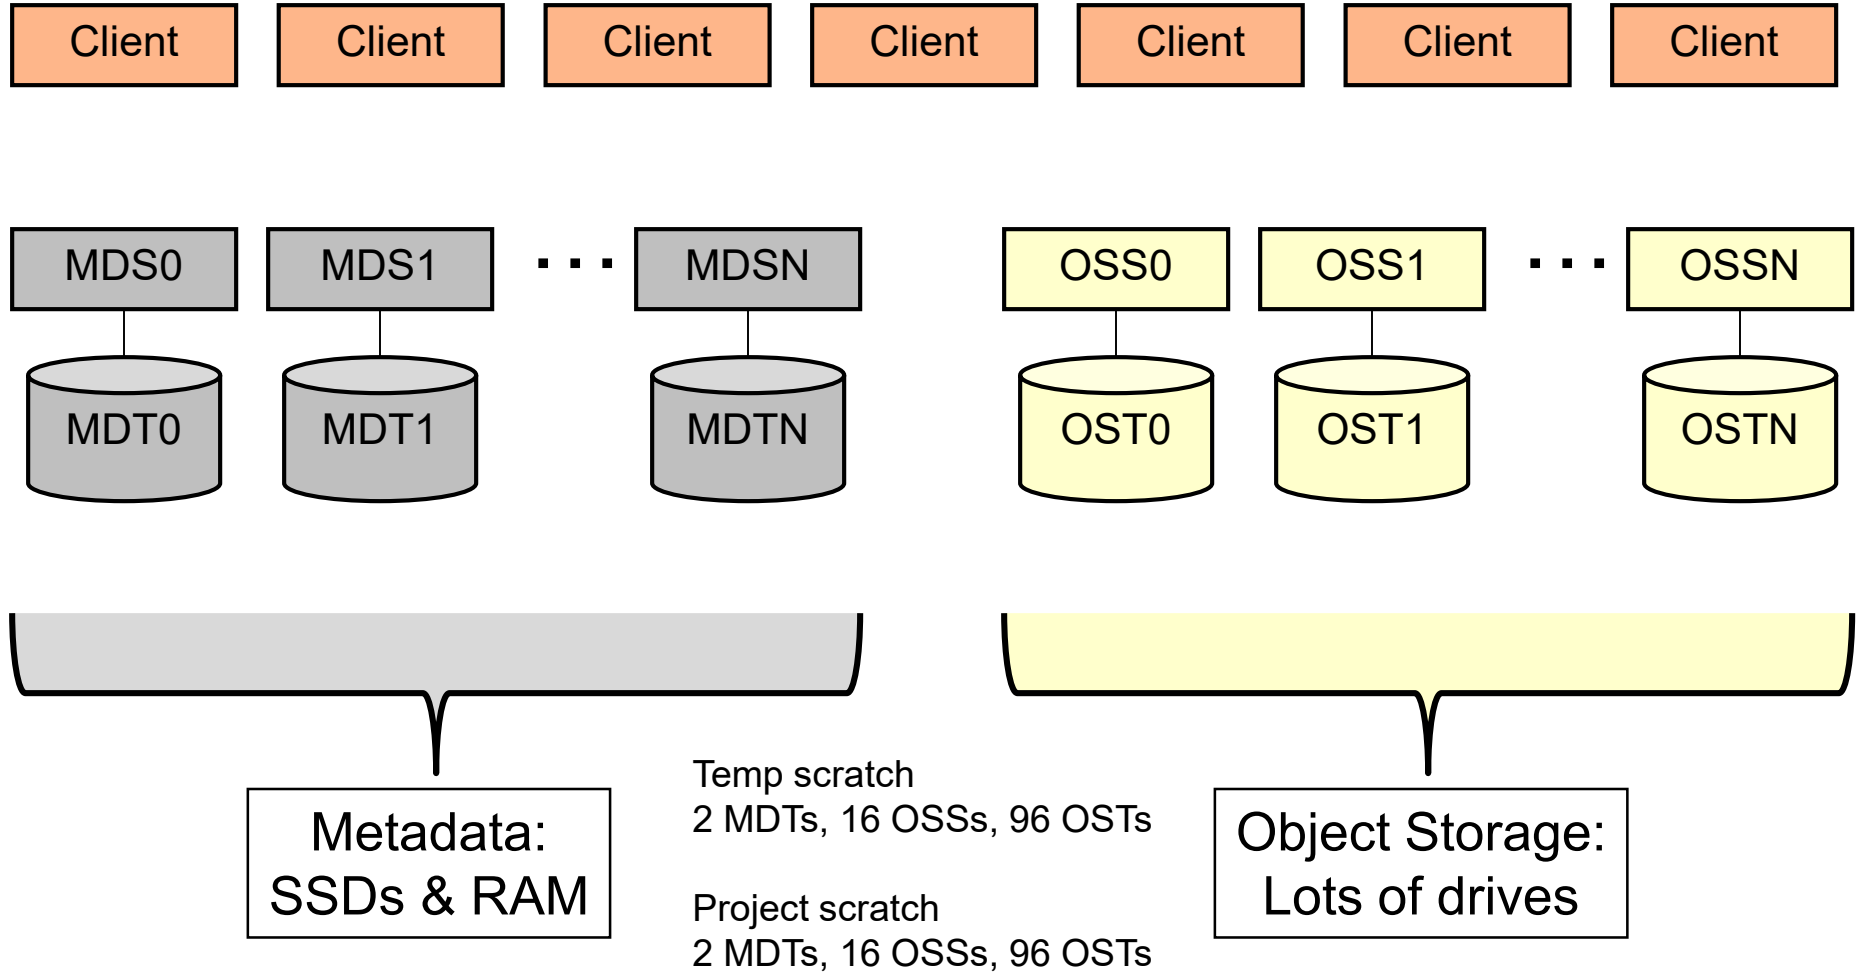 Client Client Client Client Client Client Client
MDS0 MDS1 ... MDSN OSS0 OSS1 ... OSSN
MDT0 MDT1 MDTN OST0 OST1 OSTN
Metadata:
SSDs & RAM
Temp scratch
2 MDTs, 16 OSSs, 96 OSTs
Project scratch
2 MDTs, 16 OSSs, 96 OSTs
Object Storage:
Lots of drives